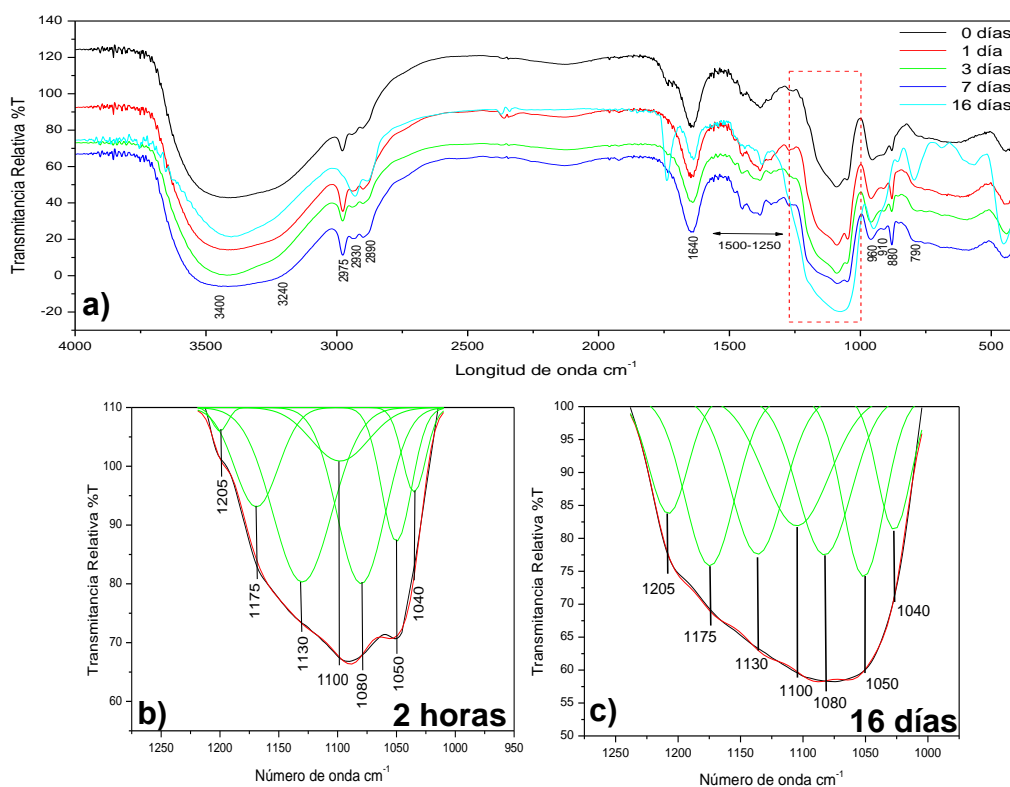 140
120
100
80
60
40
20
0
-20
Transmitancia Relativa %T
0 días
1 día
3 días
7 días
16 días
3400
3240
2975
2930
2890
1640
1500-1250
960
910
880
790
a)
4000 3500 3000 2500 2000 1500 1000 500
Longitud de onda cm-1
110
100
90
80
70
60
Transmitancia Relativa %T
1205
1175
1130
1100
1080
1050
1040
b)
2 horas
1250 1200 1150 1100 1050 1000 950
Número de onda cm-1
100
95
90
85
80
75
70
65
60
55
50
Transmitancia Relativa %T
1205
1175
1130
1100
1080
1050
1040
c)
16 días
1250 1200 1150 1100 1050 1000
Número de onda cm-1